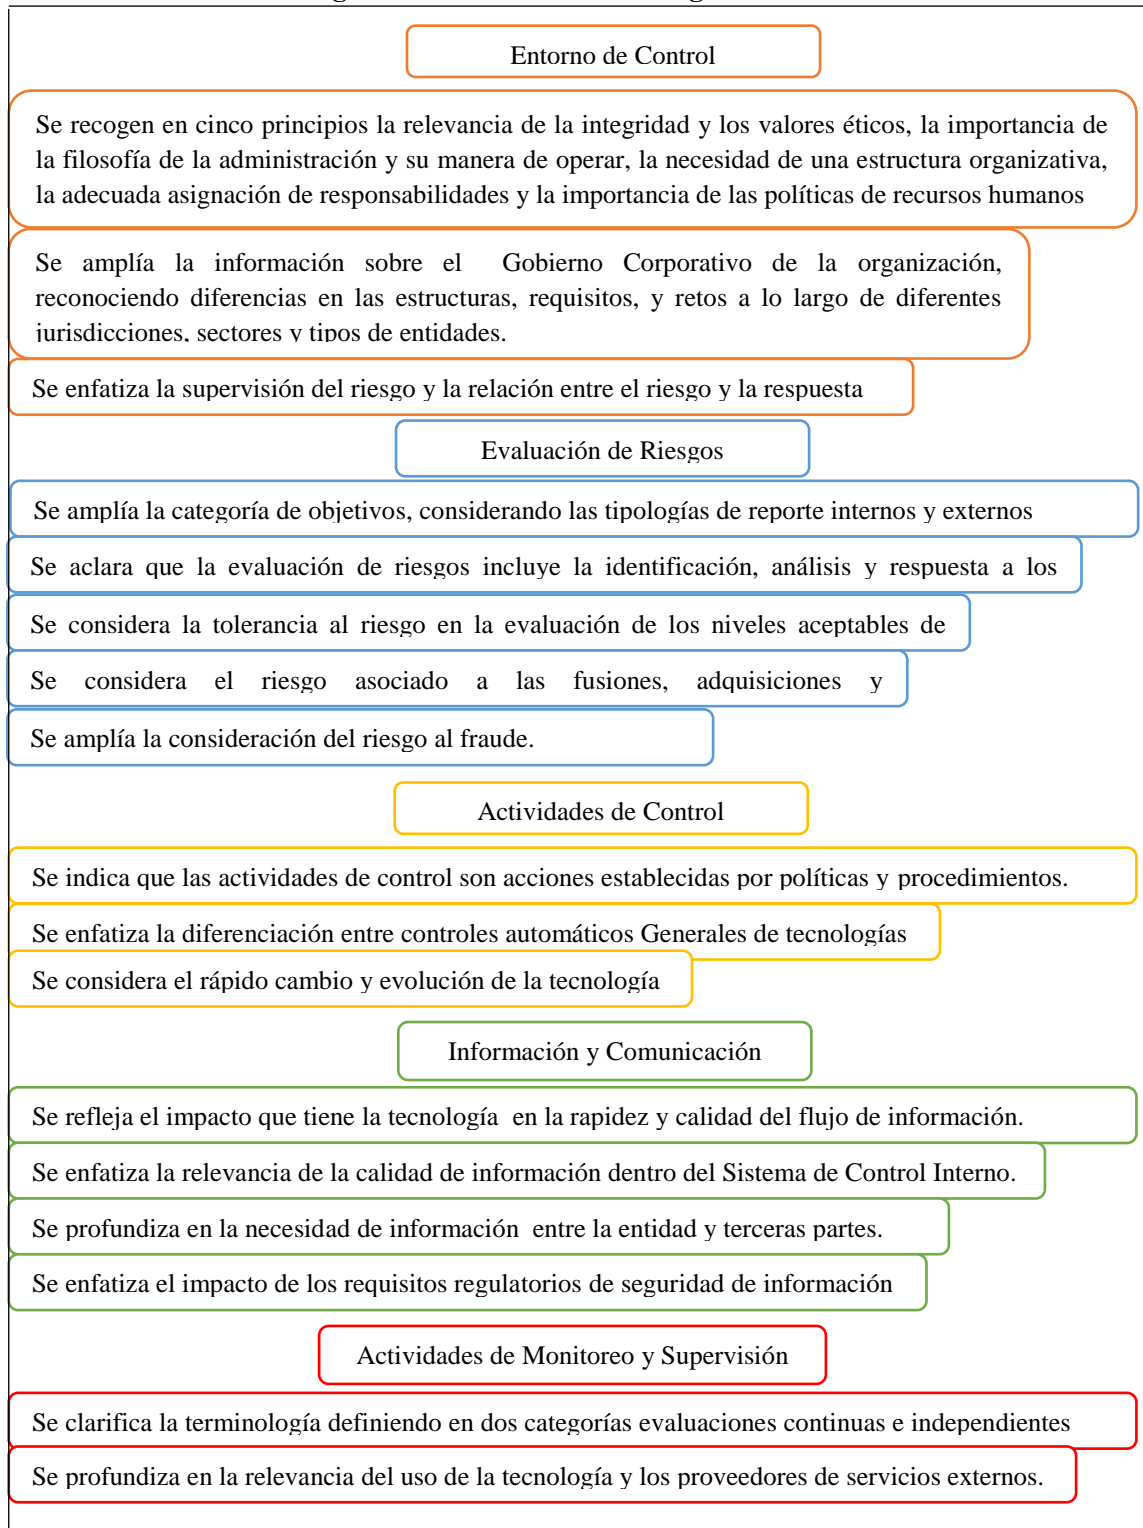 Entorno de Control
Se recogen en cinco principios la relevancia de la integridad y los valores éticos, la importancia de
la filosofía de la administración y su manera de operar, la necesidad de una estructura organizativa,
la adecuada asignación de responsabilidades y la importancia de las políticas de recursos humanos
Se amplía la información sobre el Gobierno Corporativo de la organización,
reconociendo diferencias en las estructuras, requisitos, y retos a lo largo de diferentes
jurisdicciones, sectores y tipos de entidades.
Se enfatiza la supervisión del riesgo y la relación entre el riesgo y la respuesta
Evaluación de Riesgos
Se amplía la categoría de objetivos, considerando las tipologías de reporte internos y externos
Se aclara que la evaluación de riesgos incluye la identificación, análisis y respuesta a los
Se considera la tolerancia al riesgo en la evaluación de los niveles aceptables de
Se considera el riesgo asociado a las fusiones, adquisiciones y
Se amplía la consideración del riesgo al fraude.
Actividades de Control
Se indica que las actividades de control son acciones establecidas por políticas y procedimientos.
Se enfatiza la diferenciación entre controles automáticos Generales de tecnologías
Se considera el rápido cambio y evolución de la tecnología
Información y Comunicación
Se refleja el impacto que tiene la tecnología en la rapidez y calidad del flujo de información.
Se enfatiza la relevancia de la calidad de información dentro del Sistema de Control Interno.
Se profundiza en la necesidad de información entre la entidad y terceras partes.
Se enfatiza el impacto de los requisitos regulatorios de seguridad de información
Actividades de Monitoreo y Supervisión
Se clarifica la terminología definiendo en dos categorías evaluaciones continuas e independientes
Se profundiza en la relevancia del uso de la tecnología y los proveedores de servicios externos.